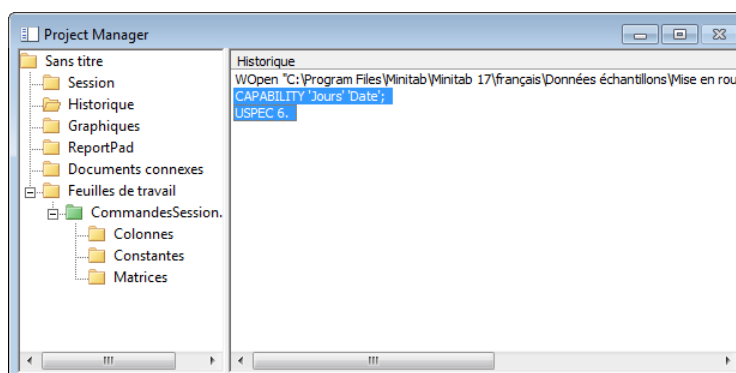 Project Manager
Sans titre
Session
Historique
Graphiques
ReportPad
Documents connexes
Feuilles de travail
CommandesSession.
Colonnes
Constantes
Matrices
Historique
WOpen "C:\Program Files\Minitab\Minitab 17\français\Données échantillons\Mise en rou
CAPABILITY 'Jours' 'Date';
USPEC 6.